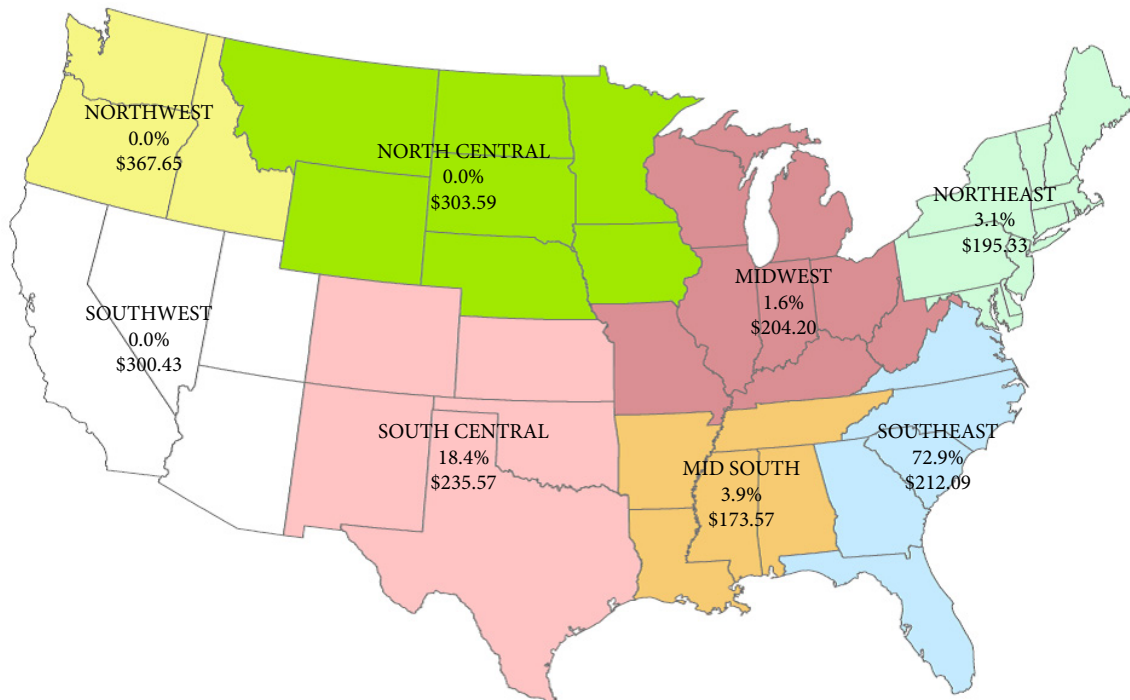 NORTHWEST
0.0%
$367.65
NORTH CENTRAL
0.0%
$303.59
NORTHEAST
3.1%
$195.33
MIDWEST
1.6%
$204.20
SOUTHWEST
0.0%
$300.43
SOUTH CENTRAL
18.4%
$235.57
MID SOUTH
3.9%
$173.57
SOUTHEAST
72.9%
$212.09